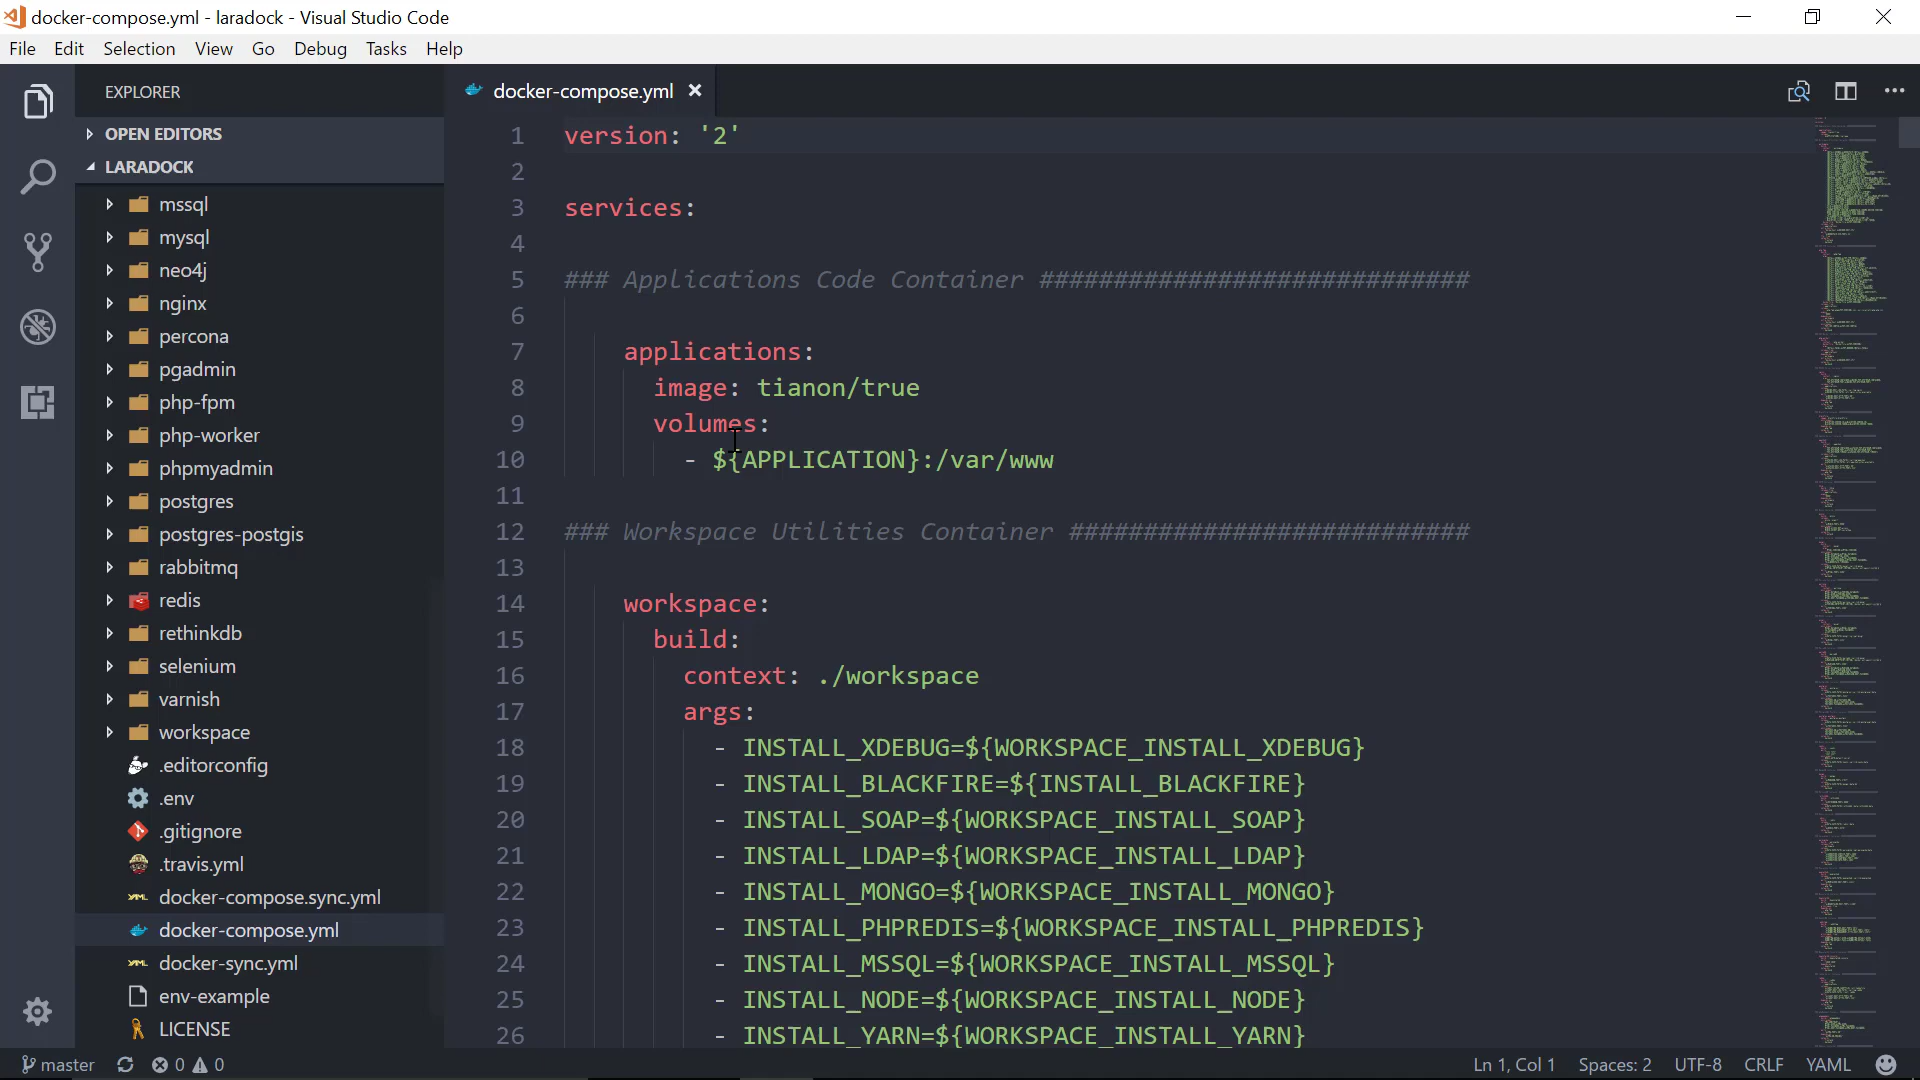 docker-compose.yml - laradock - Visual Studio Code
File Edit Selection View Go Debug Tasks Help
EXPLORER
OPEN EDITORS
LARADOCK
mssql
mysql
neo4j
nginx
percona
pgadmin
php-fpm
php-worker
phpmyadmin
postgres
postgres-postgis
rabbitmq
redis
rethinkdb
selenium
varnish
workspace
.editorconfig
.env
.gitignore
.travis.yml
docker-compose.sync.yml
docker-compose.yml
docker-sync.yml
env-example
LICENSE
docker-compose.yml
1 version: '2'
2
3 services:
4
5 ### Applications Code Container #############################
6
7 applications:
8 image: tianon/true
9 volumes:
10 - ${APPLICATION}:/var/www
11
12 ### Workspace Utilities Container ###########################
13
14 workspace:
15 build:
16 context: ./workspace
17 args:
18 - INSTALL_XDEBUG=${WORKSPACE_INSTALL_XDEBUG}
19 - INSTALL_BLACKFIRE=${INSTALL_BLACKFIRE}
20 - INSTALL_SOAP=${WORKSPACE_INSTALL_SOAP}
21 - INSTALL_LDAP=${WORKSPACE_INSTALL_LDAP}
22 - INSTALL_MONGO=${WORKSPACE_INSTALL_MONGO}
23 - INSTALL_PHPREDIS=${WORKSPACE_INSTALL_PHPREDIS}
24 - INSTALL_MSSQL=${WORKSPACE_INSTALL_MSSQL}
25 - INSTALL_NODE=${WORKSPACE_INSTALL_NODE}
26 - INSTALL_YARN=${WORKSPACE_INSTALL_YARN}
master 0 0 Ln 1, Col 1 Spaces: 2 UTF-8 CRLF YAML